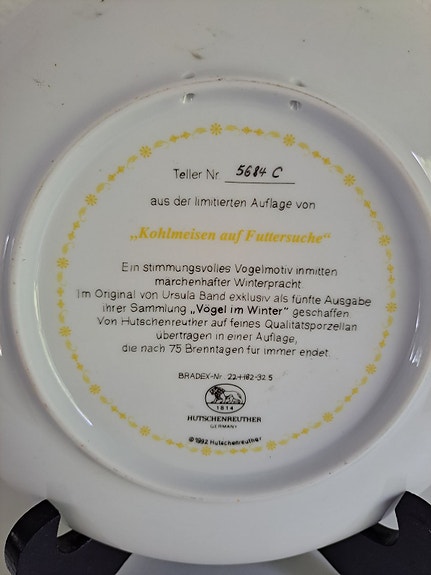 Teller Nr. 5684 C
aus der limitierten Auflage von
„Kohlmeisen auf Futtersuche“
Ein stimmungsvolles Vogelmotiv inmitten
märchenhafter Winterpracht.
Im Original von Ursula Band exklusiv als fünfte Ausgabe
ihrer Sammlung „Vögel im Winter“ geschaffen.
Von Hutschenreuther auf feines Qualitätsporzellan
übertragen in einer Auflage,
die nach 75 Brenntagen für immer endet.
BRADEX-Nr. 22-H82-32.5
1814
HUTSCHENREUTHER
GERMANY
© 1992 Hutschenreuther